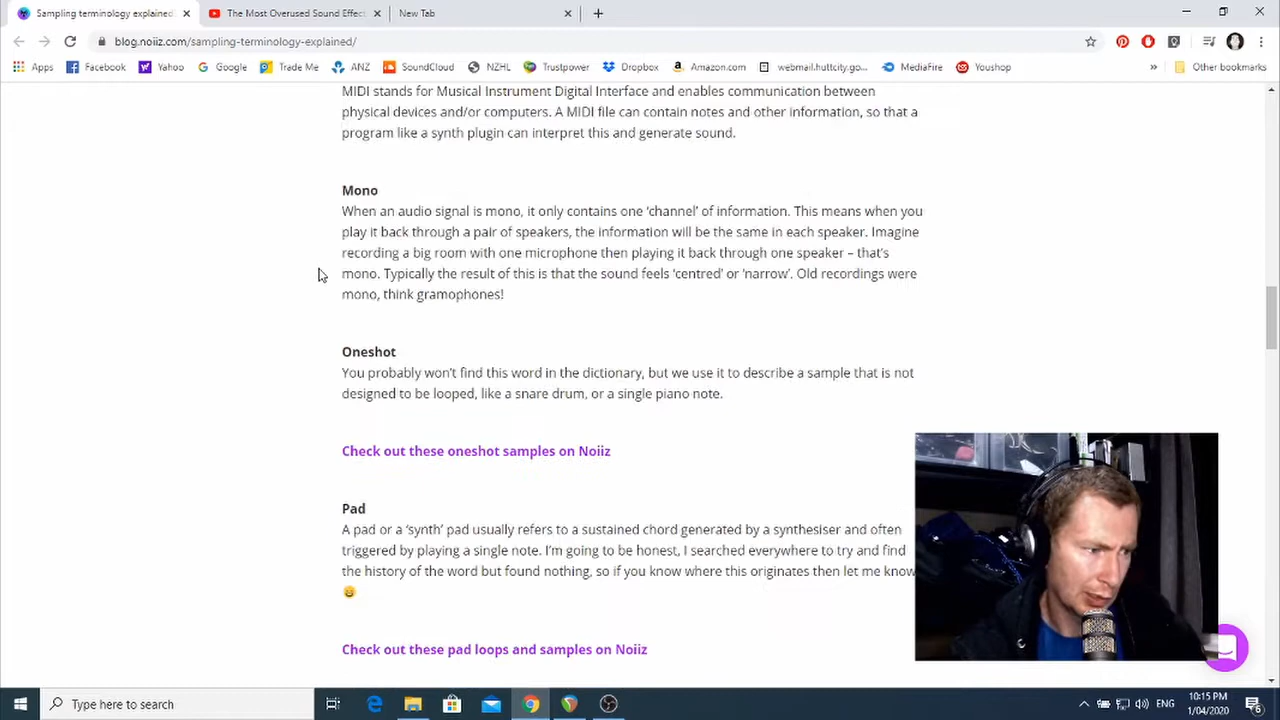 Sampling terminology explained
The Most Overused Sound Effect
New Tab
blog.noiiz.com/sampling-terminology-explained/
Apps
Facebook
Yahoo
Google
Trade Me
ANZ
SoundCloud
NZHL
Trustpower
Dropbox
Amazon.com
webmail.huttcity.go...
MediaFire
Youshop
»
Other bookmarks
MIDI stands for Musical Instrument Digital Interface and enables communication between
physical devices and/or computers. A MIDI file can contain notes and other information, so that a
program like a synth plugin can interpret this and generate sound.
Mono
When an audio signal is mono, it only contains one ‘channel’ of information. This means when you
play it back through a pair of speakers, the information will be the same in each speaker. Imagine
recording a big room with one microphone then playing it back through one speaker – that’s
mono. Typically the result of this is that the sound feels ‘centred’ or ‘narrow’. Old recordings were
mono, think gramophones!
Oneshot
You probably won’t find this word in the dictionary, but we use it to describe a sample that is not
designed to be looped, like a snare drum, or a single piano note.
Check out these oneshot samples on Noiiz
Pad
A pad or a ‘synth’ pad usually refers to a sustained chord generated by a synthesiser and often
triggered by playing a single note. I’m going to be honest, I searched everywhere to try and find
the history of the word but found nothing, so if you know where this originates then let me know
Check out these pad loops and samples on Noiiz
Type here to search
ENG
10:15 PM
1/04/2020
6